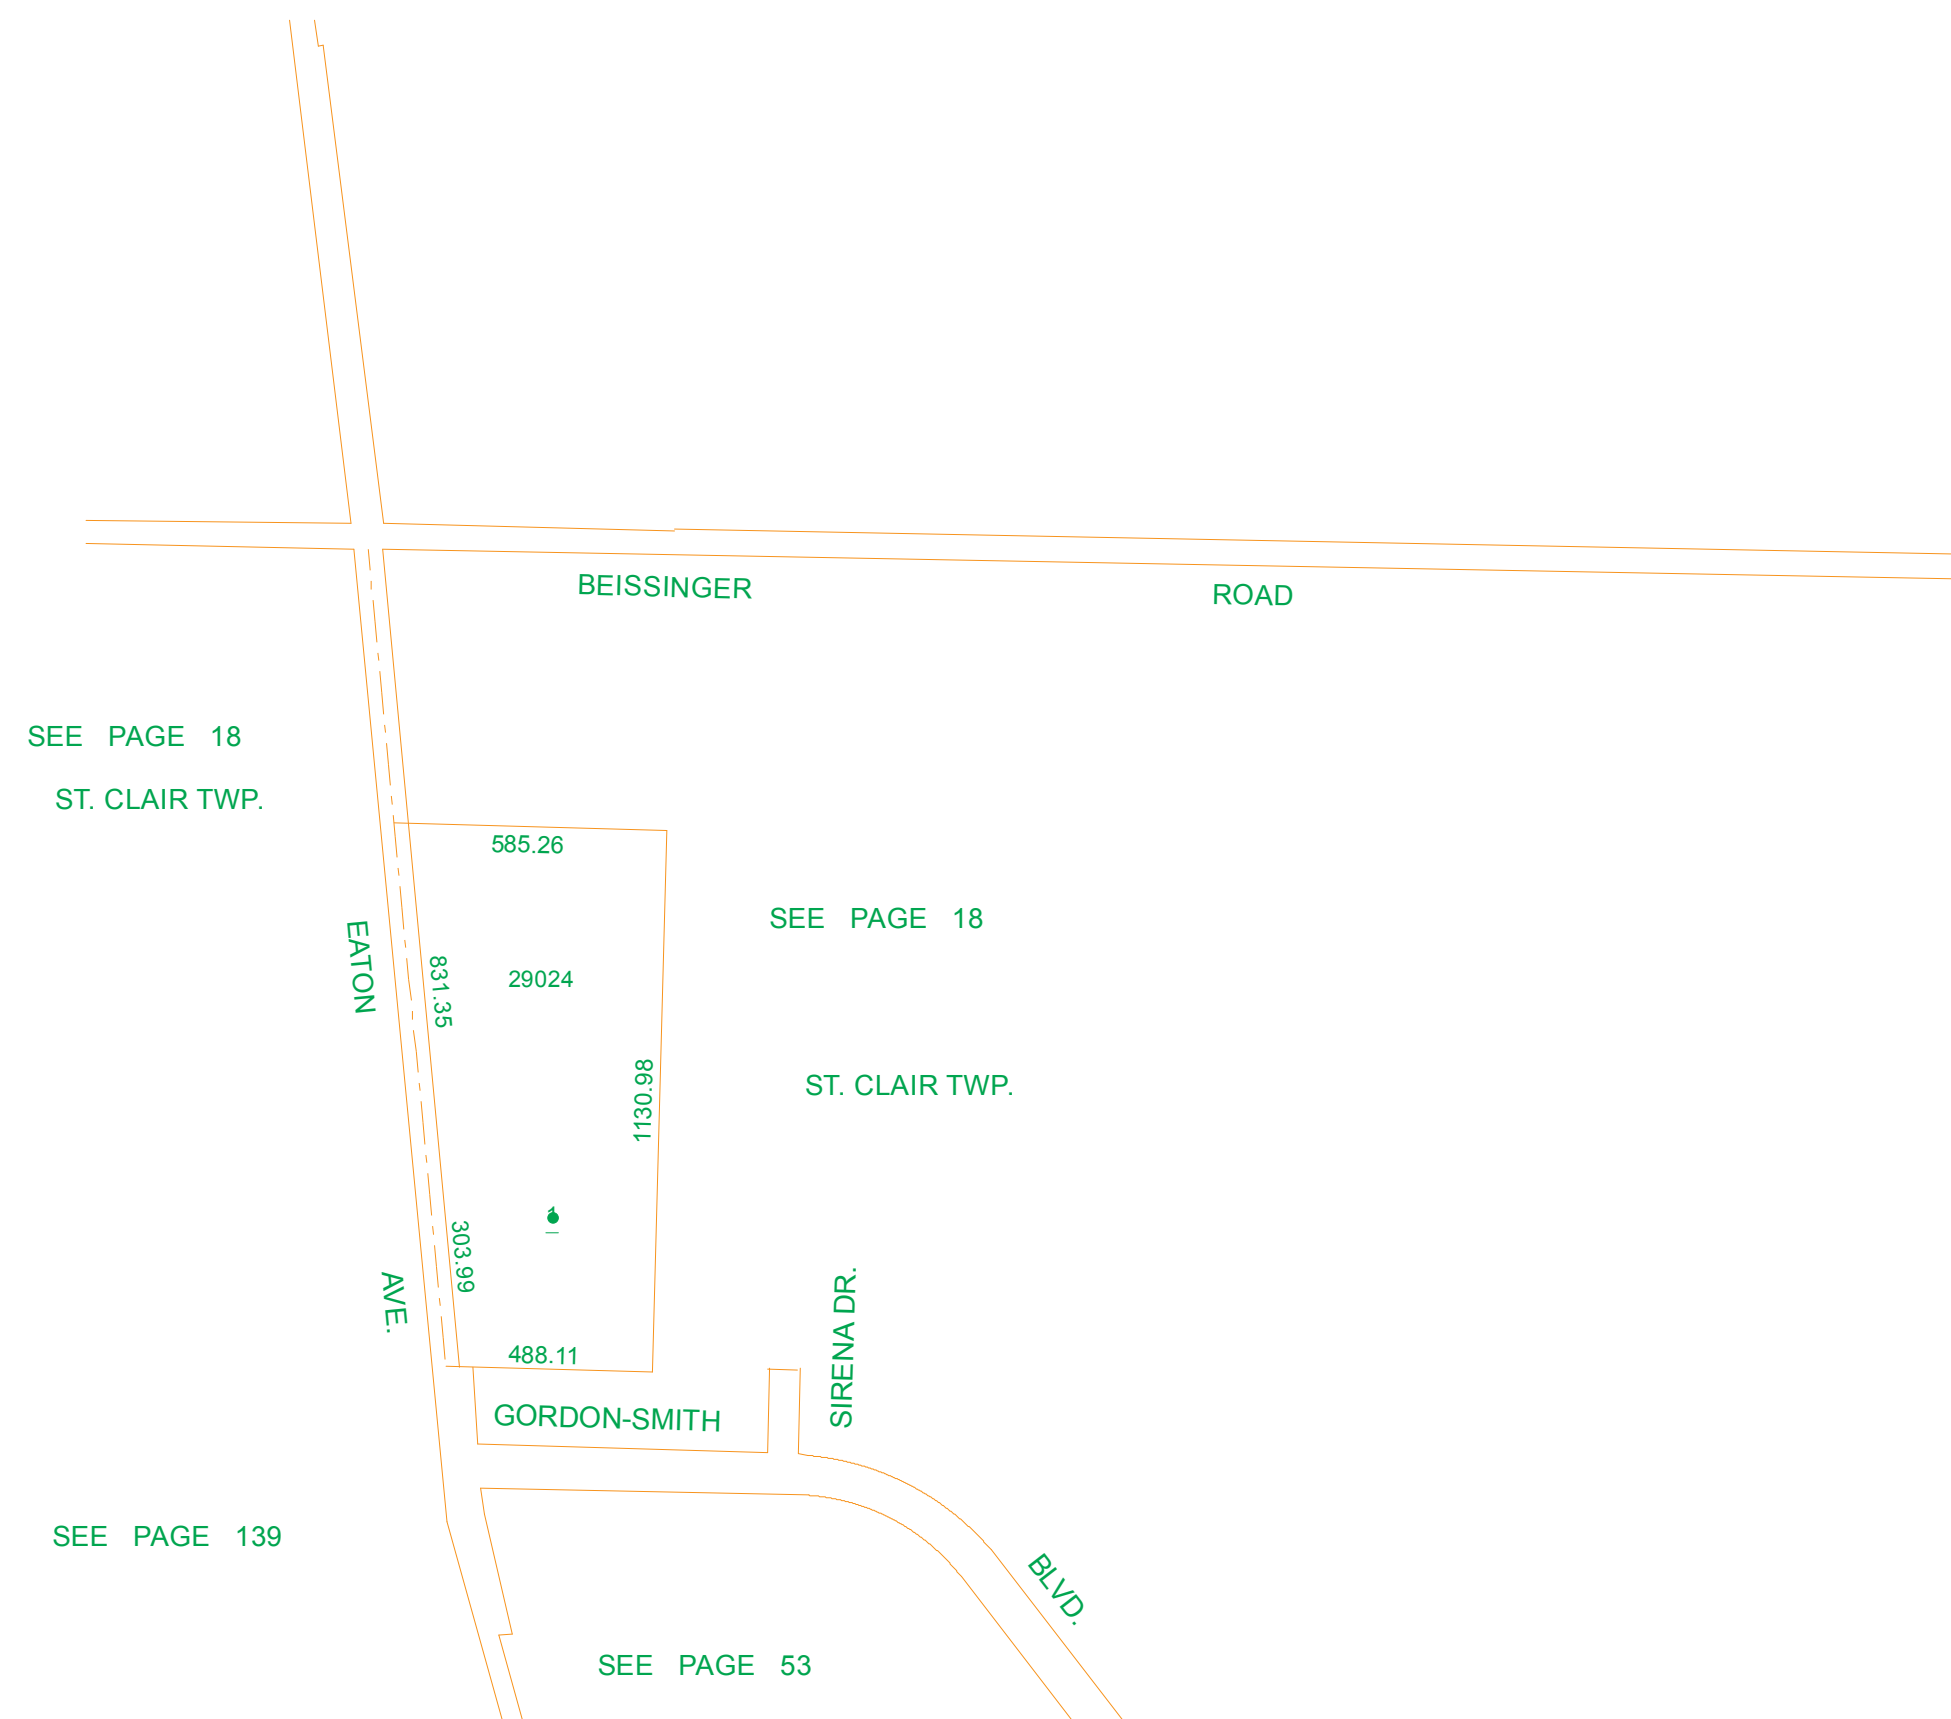 BEISSINGER ROAD
SEE PAGE 18
ST. CLAIR TWP.
585.26
SEE PAGE 18
EATON
831.35
29024
1130.98
ST. CLAIR TWP.
1
303.99
AVE.
SIRENA DR.
488.11
GORDON-SMITH
SEE PAGE 139
BLVD.
SEE PAGE 53